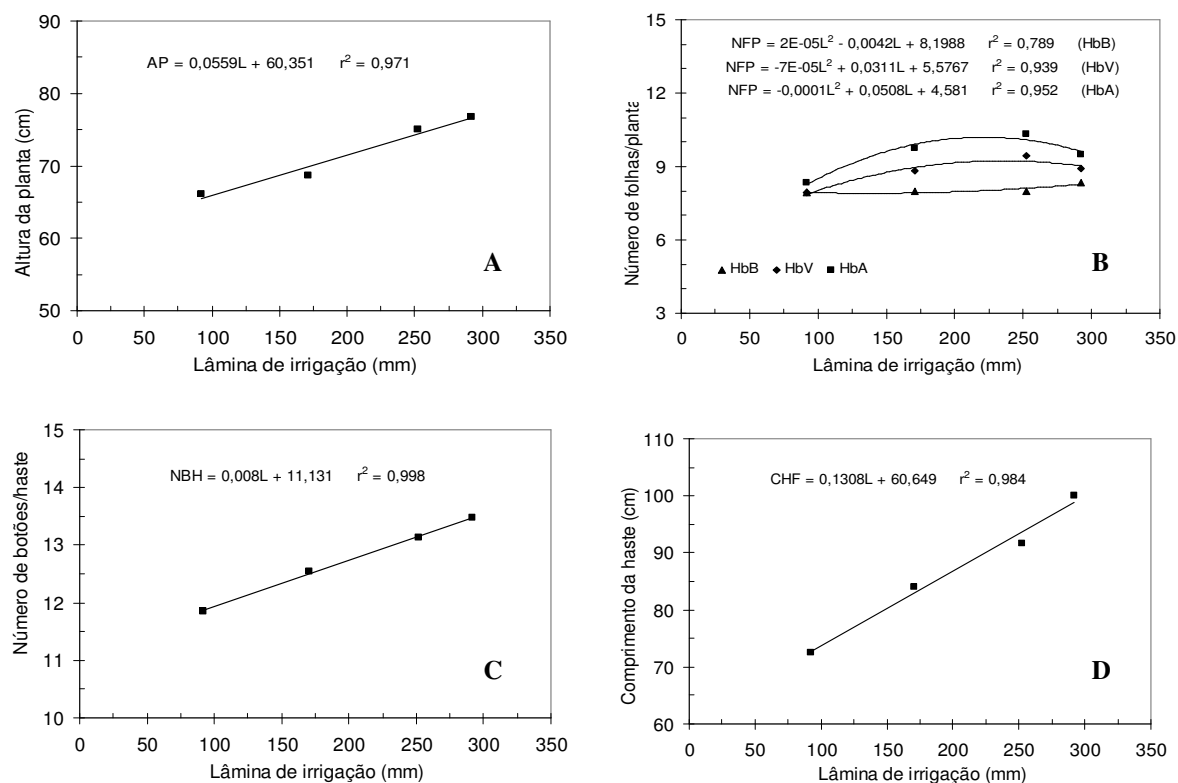 90
80
70
60
50
Altura da planta (cm)
AP = 0,0559L + 60,351 r² = 0,971
A
0 50 100 150 200 250 300 350
Lâmina de irrigação (mm)
15
12
9
6
3
Número de folhas/planta
NFP = 2E-05L² - 0,0042L + 8,1988 r² = 0,789 (HbB)
NFP = -7E-05L² + 0,0311L + 5,5767 r² = 0,939 (HbV)
NFP = -0,0001L² + 0,0508L + 4,581 r² = 0,952 (HbA)
HbB HbV HbA
B
0 50 100 150 200 250 300 350
Lâmina de irrigação (mm)
15
14
13
12
11
10
Número de botões/haste
NBH = 0,008L + 11,131 r² = 0,998
C
0 50 100 150 200 250 300 350
Lâmina de irrigação (mm)
110
100
90
80
70
60
Comprimento da haste (cm)
CHF = 0,1308L + 60,649 r² = 0,984
D
0 50 100 150 200 250 300 350
Lâmina de irrigação (mm)